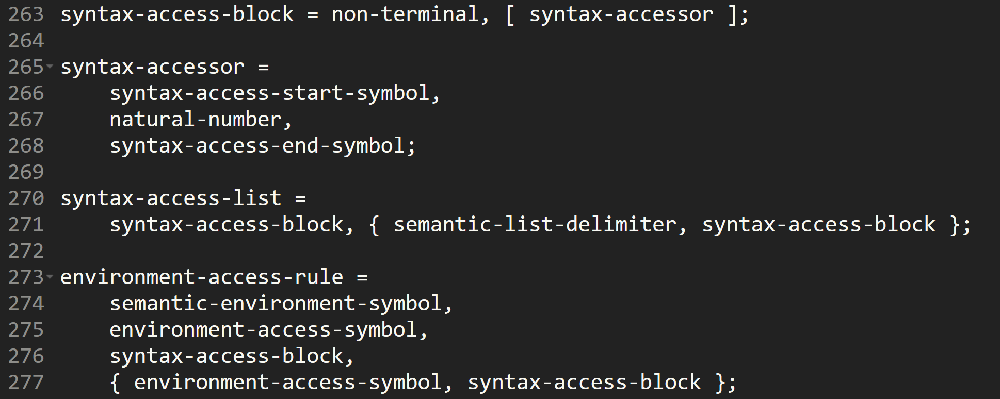 263 syntax-access-block = non-terminal, [ syntax-accessor ];
264
265 syntax-accessor =
266     syntax-access-start-symbol,
267     natural-number,
268     syntax-access-end-symbol;
269
270 syntax-access-list =
271     syntax-access-block, { semantic-list-delimiter, syntax-access-block };
272
273 environment-access-rule =
274     semantic-environment-symbol,
275     environment-access-symbol,
276     syntax-access-block,
277     { environment-access-symbol, syntax-access-block };